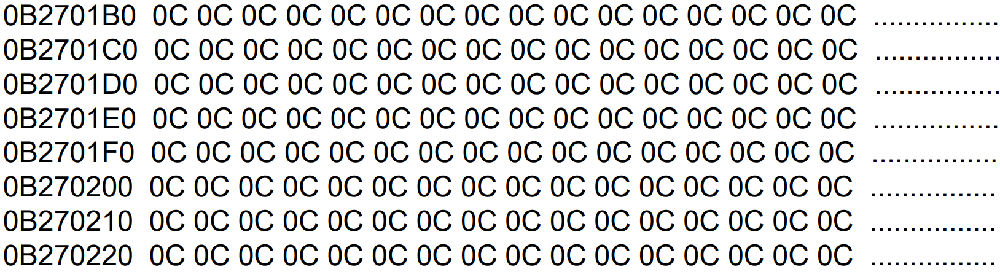 0B2701B0 0C 0C 0C 0C 0C 0C 0C 0C 0C 0C 0C 0C 0C 0C 0C 0C ................
0B2701C0 0C 0C 0C 0C 0C 0C 0C 0C 0C 0C 0C 0C 0C 0C 0C 0C ................
0B2701D0 0C 0C 0C 0C 0C 0C 0C 0C 0C 0C 0C 0C 0C 0C 0C 0C ................
0B2701E0 0C 0C 0C 0C 0C 0C 0C 0C 0C 0C 0C 0C 0C 0C 0C 0C ................
0B2701F0 0C 0C 0C 0C 0C 0C 0C 0C 0C 0C 0C 0C 0C 0C 0C 0C ................
0B270200 0C 0C 0C 0C 0C 0C 0C 0C 0C 0C 0C 0C 0C 0C 0C 0C ................
0B270210 0C 0C 0C 0C 0C 0C 0C 0C 0C 0C 0C 0C 0C 0C 0C 0C ................
0B270220 0C 0C 0C 0C 0C 0C 0C 0C 0C 0C 0C 0C 0C 0C 0C 0C ................